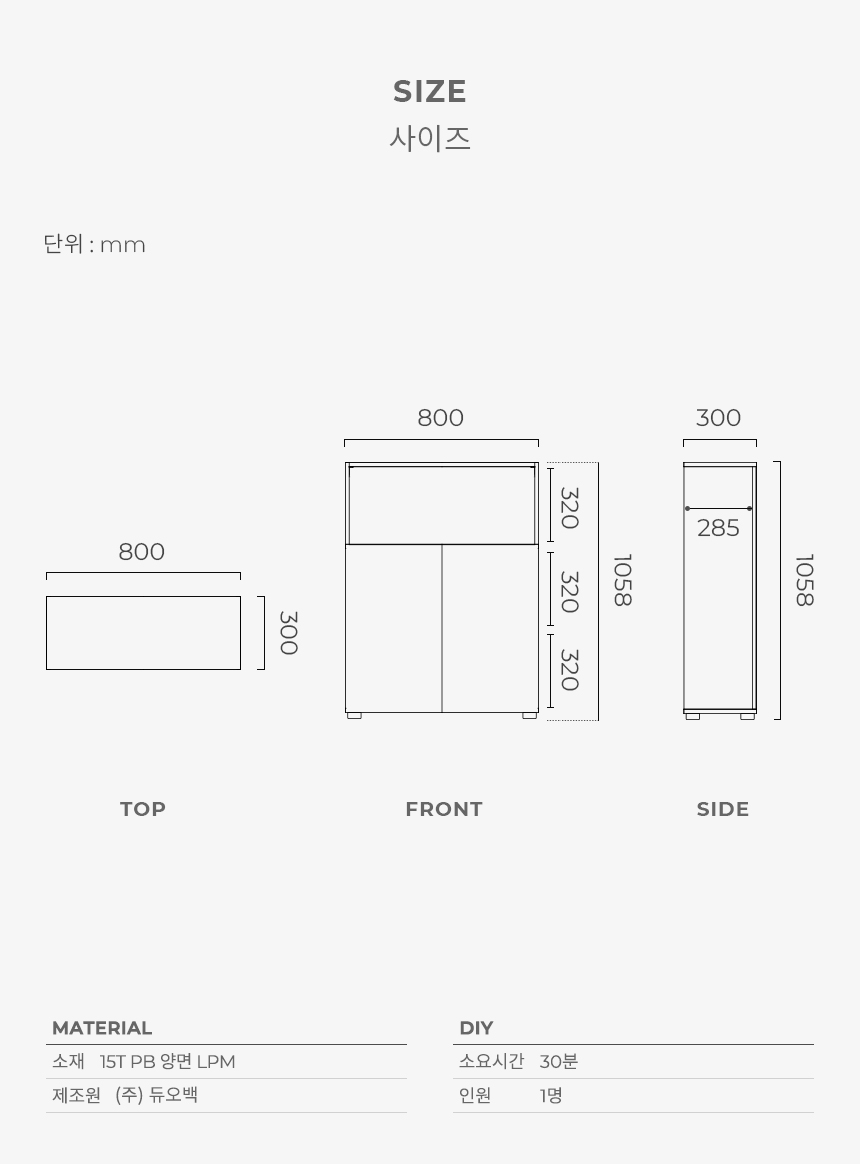 SIZE
사이즈
단위 : mm
800
300
800
320
320
320
1058
300
285
1058
TOP
FRONT
SIDE
MATERIAL
소재 15T PB 양면 LPM
제조원 (주) 듀오백
DIY
소요시간 30분
인원 1명